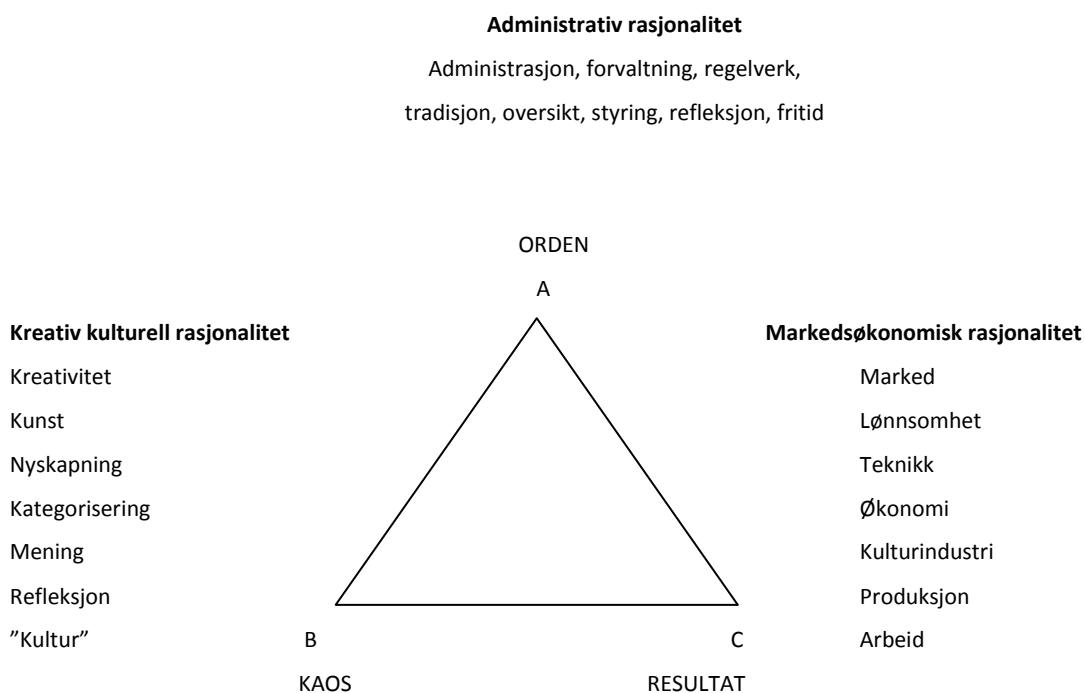 Administrativ rasjonalitet
Administrasjon, forvaltning, regelverk,
tradisjon, oversikt, styring, refleksjon, fritid
ORDEN
A
Kreativ kulturell rasjonalitet
Kreativitet
Kunst
Nyskapning
Kategorisering
Mening
Refleksjon
”Kultur”
Markedsøkonomisk rasjonalitet
Marked
Lønnsomhet
Teknikk
Økonomi
Kulturindustri
Produksjon
Arbeid
B
C
KAOS
RESULTAT